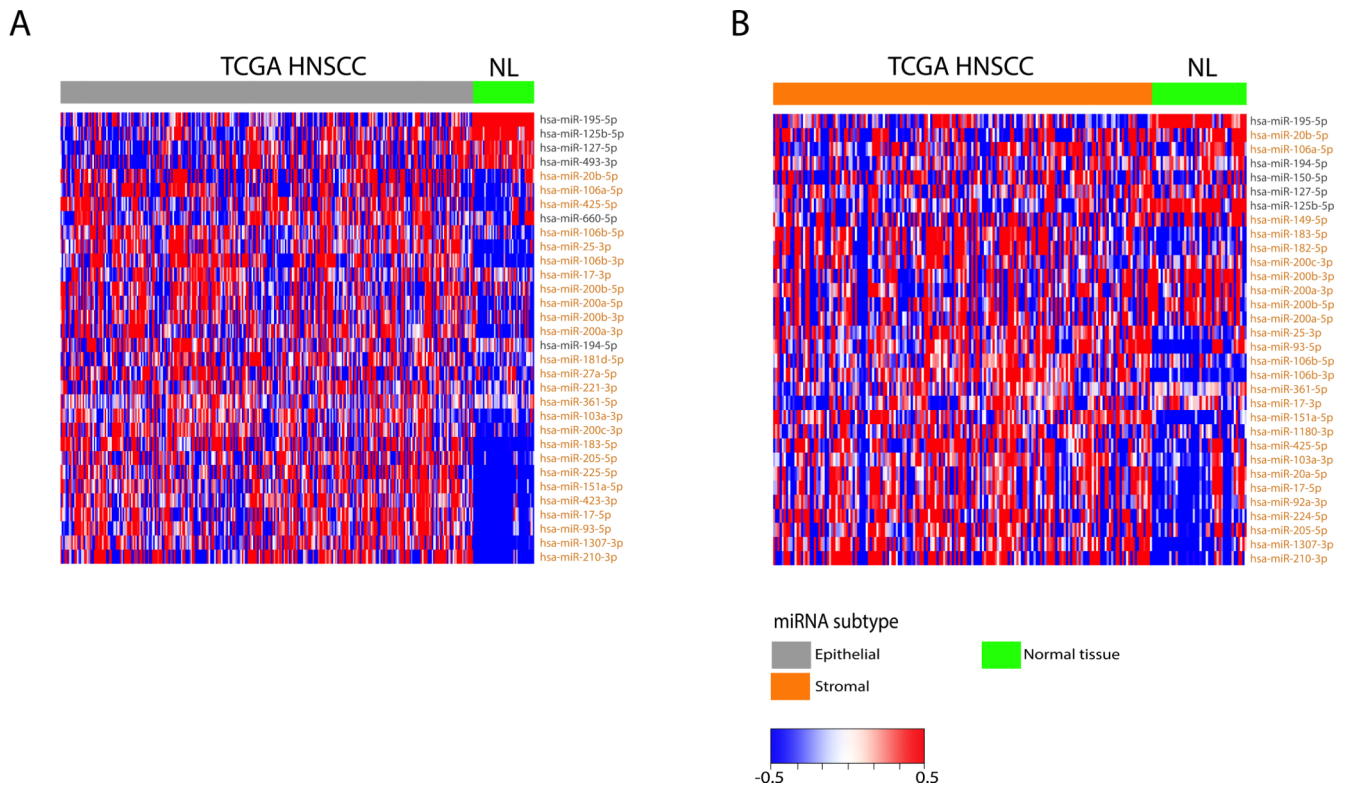 A
TCGA HNSCC
NL
hsa-miR-195-5p
hsa-miR-125b-5p
hsa-miR-127-5p
hsa-miR-493-3p
hsa-miR-20b-5p
hsa-miR-106a-5p
hsa-miR-425-5p
hsa-miR-660-5p
hsa-miR-106b-5p
hsa-miR-25-3p
hsa-miR-106b-3p
hsa-miR-17-3p
hsa-miR-200b-5p
hsa-miR-200a-5p
hsa-miR-200b-3p
hsa-miR-200a-3p
hsa-miR-194-5p
hsa-miR-181d-5p
hsa-miR-27a-5p
hsa-miR-221-3p
hsa-miR-361-5p
hsa-miR-103a-3p
hsa-miR-200c-3p
hsa-miR-183-5p
hsa-miR-205-5p
hsa-miR-225-5p
hsa-miR-151a-5p
hsa-miR-423-3p
hsa-miR-17-5p
hsa-miR-93-5p
hsa-miR-1307-3p
hsa-miR-210-3p
B
TCGA HNSCC
NL
hsa-miR-195-5p
hsa-miR-20b-5p
hsa-miR-106a-5p
hsa-miR-194-5p
hsa-miR-150-5p
hsa-miR-127-5p
hsa-miR-125b-5p
hsa-miR-149-5p
hsa-miR-183-5p
hsa-miR-182-5p
hsa-miR-200c-3p
hsa-miR-200b-3p
hsa-miR-200a-3p
hsa-miR-200b-5p
hsa-miR-200a-5p
hsa-miR-25-3p
hsa-miR-93-5p
hsa-miR-106b-5p
hsa-miR-106b-3p
hsa-miR-361-5p
hsa-miR-17-3p
hsa-miR-151a-5p
hsa-miR-1180-3p
hsa-miR-425-5p
hsa-miR-103a-3p
hsa-miR-20a-5p
hsa-miR-17-5p
hsa-miR-92a-3p
hsa-miR-224-5p
hsa-miR-205-5p
hsa-miR-1307-3p
hsa-miR-210-3p
miRNA subtype
Epithelial
Normal tissue
Stromal
-0.5
0.5